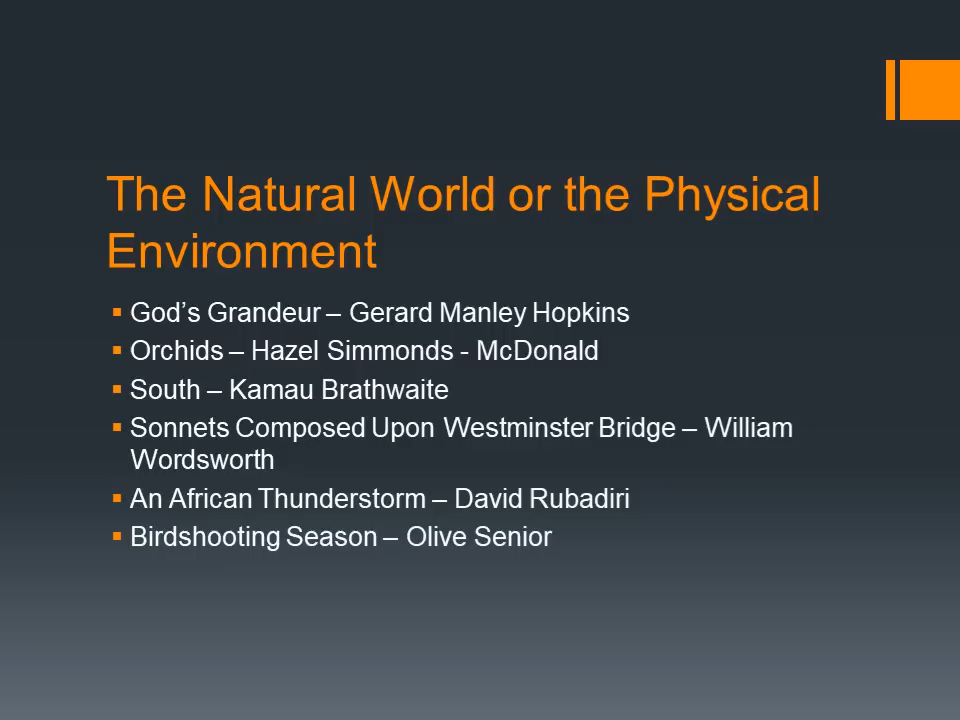 The Natural World or the Physical
Environment
▪ God’s Grandeur – Gerard Manley Hopkins
▪ Orchids – Hazel Simmonds - McDonald
▪ South – Kamau Brathwaite
▪ Sonnets Composed Upon Westminster Bridge – William
Wordsworth
▪ An African Thunderstorm – David Rubadiri
▪ Birdshooting Season – Olive Senior